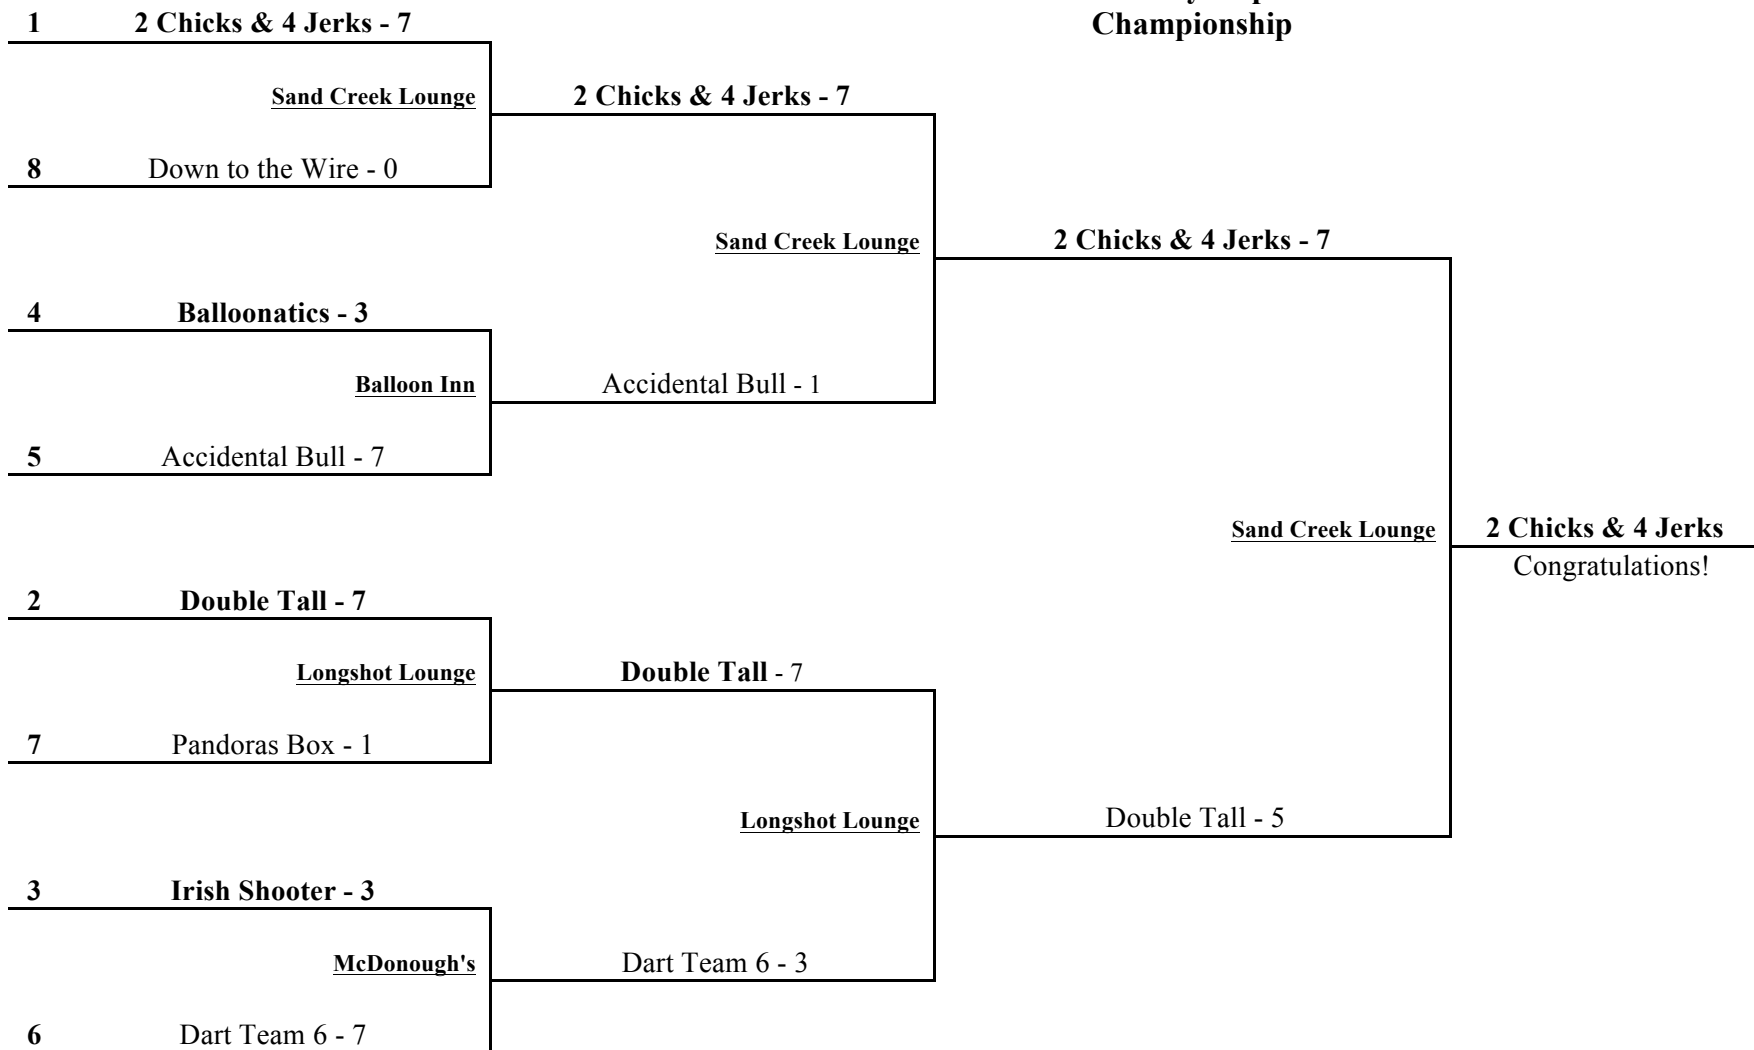 Championship
1 2 Chicks & 4 Jerks - 7
Sand Creek Lounge
2 Chicks & 4 Jerks - 7
8 Down to the Wire - 0
Sand Creek Lounge
2 Chicks & 4 Jerks - 7
4 Balloonatics - 3
Balloon Inn
Accidental Bull - 1
5 Accidental Bull - 7
Sand Creek Lounge
2 Chicks & 4 Jerks
Congratulations!
2 Double Tall - 7
Longshot Lounge
Double Tall - 7
7 Pandoras Box - 1
Longshot Lounge
Double Tall - 5
3 Irish Shooter - 3
McDonough's
Dart Team 6 - 3
6 Dart Team 6 - 7